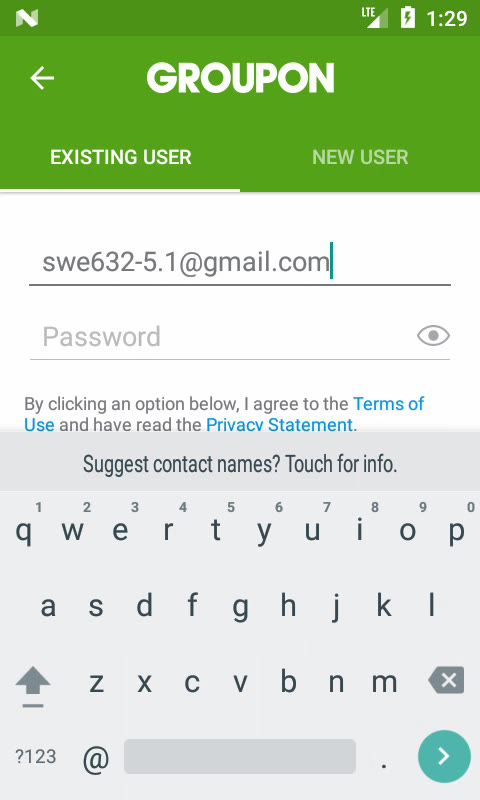 LTE 1:29
GROUPON
EXISTING USER NEW USER
swe632-5.1@gmail.com
Password
By clicking an option below, I agree to the Terms of
Use and have read the Privacy Statement.
Suggest contact names? Touch for info.
1 2 3 4 5 6 7 8 9 0
q w e r t y u i o p
a s d f g h j k l
z x c v b n m
?123 @ .